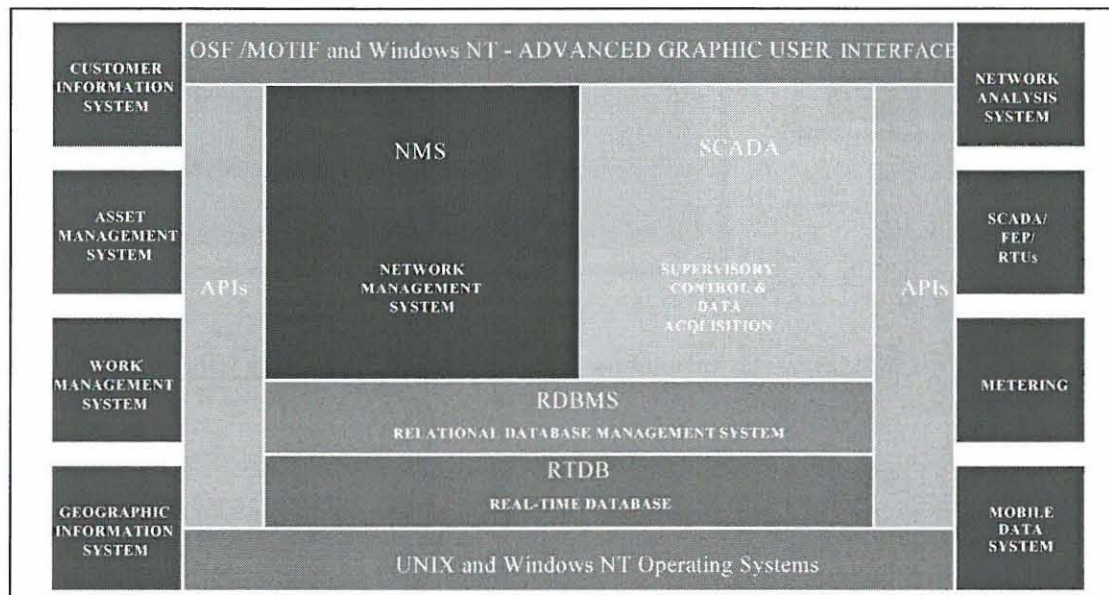 OSF /MOTIF and Windows NT - ADVANCED GRAPHIC USER INTERFACE
CUSTOMER
INFORMATION
SYSTEM
ASSET
MANAGEMENT
SYSTEM
WORK
MANAGEMENT
SYSTEM
GEOGRAPHIC
INFORMATION
SYSTEM
APIs
NMS
NETWORK
MANAGEMENT
SYSTEM
SCADA
SUPERVISORY
CONTROL &
DATA
ACQUISITION
APIs
RDBMS
RELATIONAL DATABASE MANAGEMENT SYSTEM
RTDB
REAL-TIME DATABASE
UNIX and Windows NT Operating Systems
NETWORK
ANALYSIS
SYSTEM
SCADA/
FEP/
RTUs
METERING
MOBILE
DATA
SYSTEM